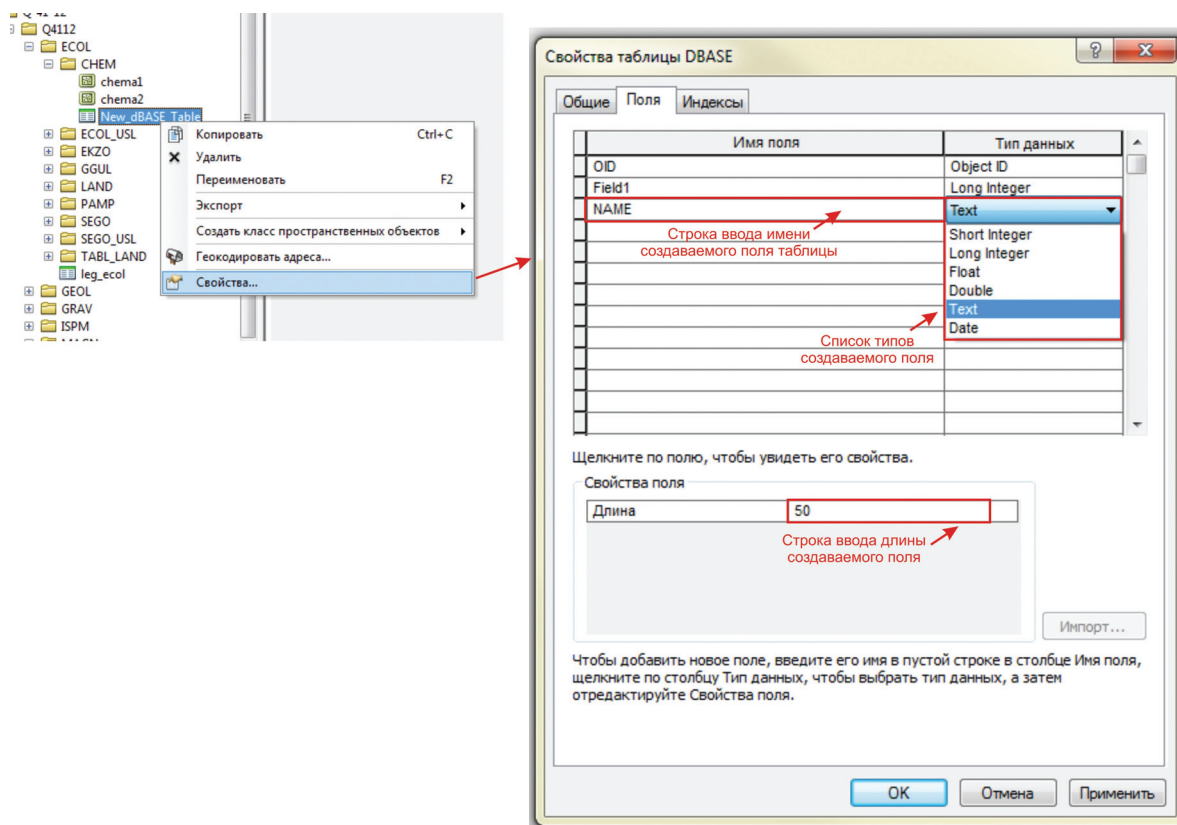 Q4112
ECOL
CHEM
chema1
chema2
New_dBASE_Table
ECOL_USL
EKZO
GGUL
LAND
PAMP
SEGO
SEGO_USL
TABL_LAND
leg_ecol
GEOL
GRAV
ISPM
Копировать Ctrl+C
Удалить
Переименовать F2
Экспорт
Создать класс пространственных объектов
Геокодировать адреса...
Свойства...
Свойства таблицы DBASE
Общие Поля Индексы
Имя поля Тип данных
OID Object ID
Field1 Long Integer
NAME Text
Строка ввода имени
создаваемого поля таблицы
Short Integer
Long Integer
Float
Double
Text
Date
Список типов
создаваемого поля
Щелкните по полю, чтобы увидеть его свойства.
Свойства поля
Длина 50
Строка ввода длины
создаваемого поля
Импорт...
Чтобы добавить новое поле, введите его имя в пустой строке в столбце Имя поля,
щелкните по столбцу Тип данных, чтобы выбрать тип данных, а затем
отредактируйте Свойства поля.
OK Отмена Применить